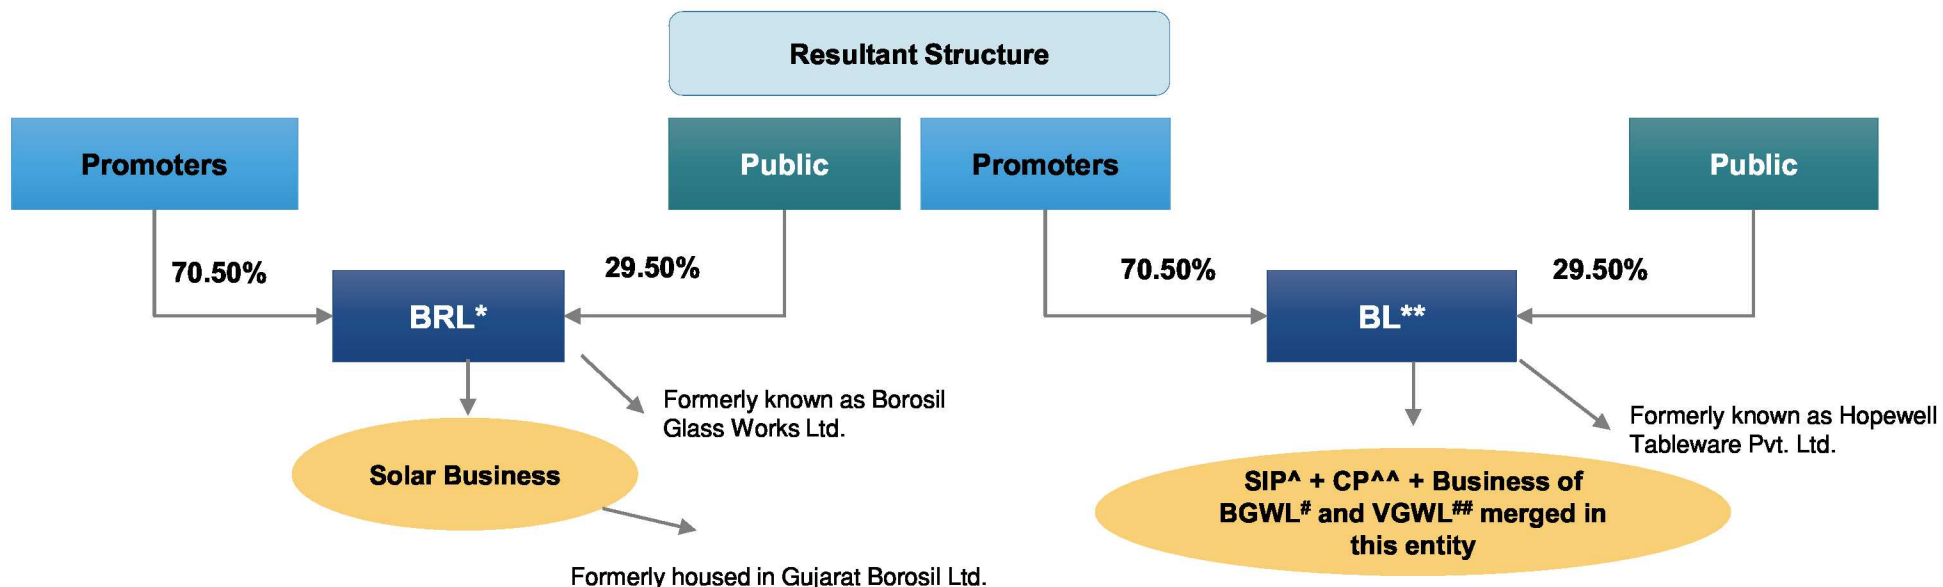 Resultant Structure
Promoters
Public
Promoters
Public
70.50%
29.50%
70.50%
29.50%
BRL*
BL**
Formerly known as Borosil
Glass Works Ltd.
Formerly known as Hopewell
Tableware Pvt. Ltd.
Solar Business
SIP^ + CP^^ + Business of
BGWL# and VGWL## merged in
this entity
Formerly housed in Gujarat Borosil Ltd.